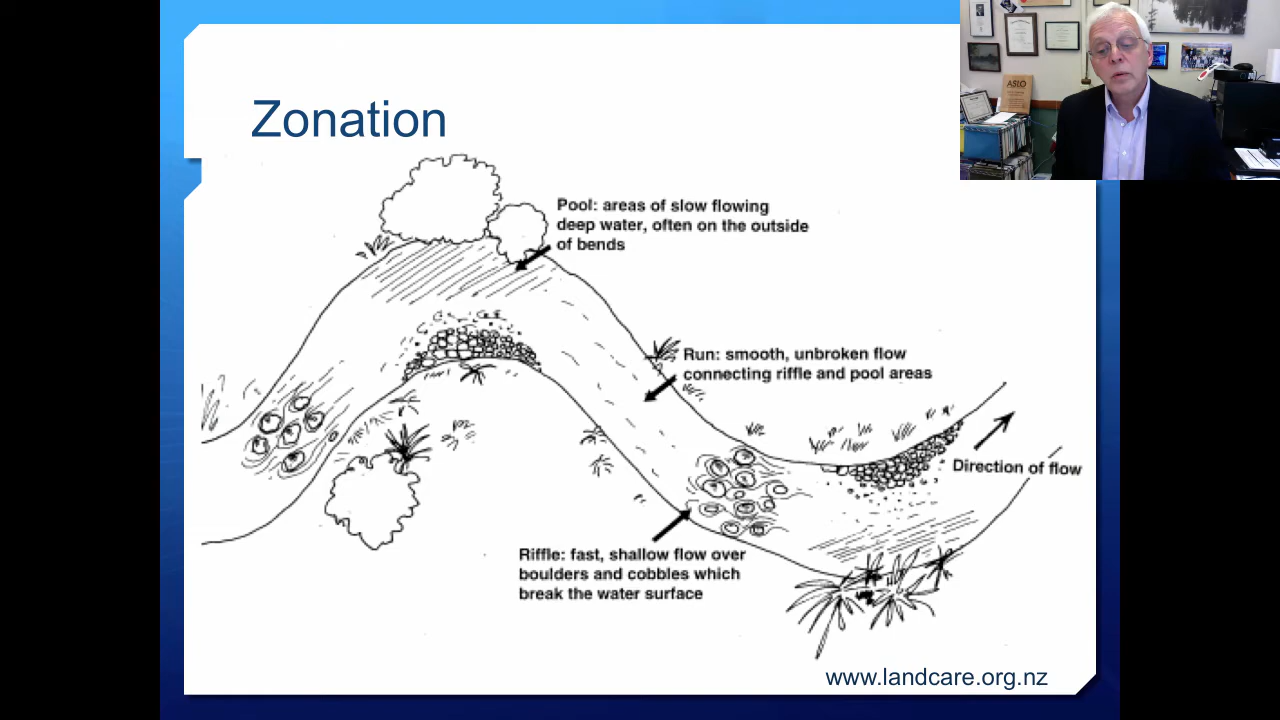 Zonation
ASLO
Pool: areas of slow flowing
deep water, often on the outside
of bends
Run: smooth, unbroken flow
connecting riffle and pool areas
Direction of flow
Riffle: fast, shallow flow over
boulders and cobbles which
break the water surface
www.landcare.org.nz